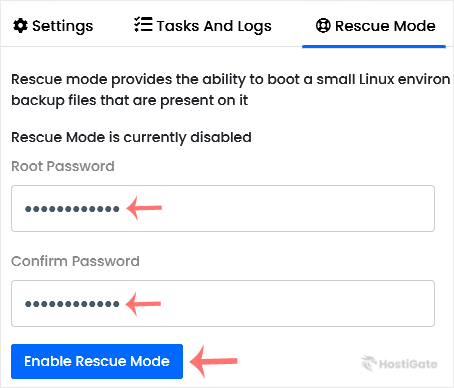 Settings Tasks And Logs Rescue Mode
Rescue mode provides the ability to boot a small Linux environ
backup files that are present on it
Rescue Mode is currently disabled
Root Password
••••••••••••
Confirm Password
••••••••••••
Enable Rescue Mode
HostiGate